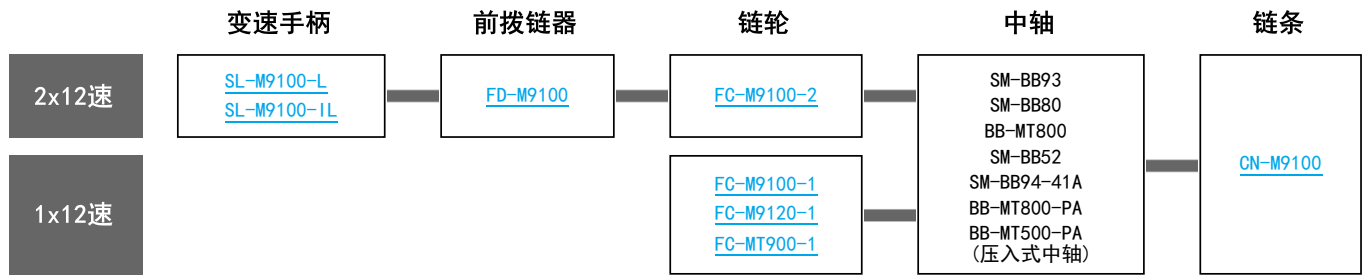 变速手柄
前拨链器
链轮
中轴
链条
2x12速
SL-M9100-L
SL-M9100-IL
FD-M9100
FC-M9100-2
SM-BB93
SM-BB80
BB-MT800
SM-BB52
SM-BB94-41A
BB-MT800-PA
BB-MT500-PA
(压入式中轴)
CN-M9100
1x12速
FC-M9100-1
FC-M9120-1
FC-MT900-1